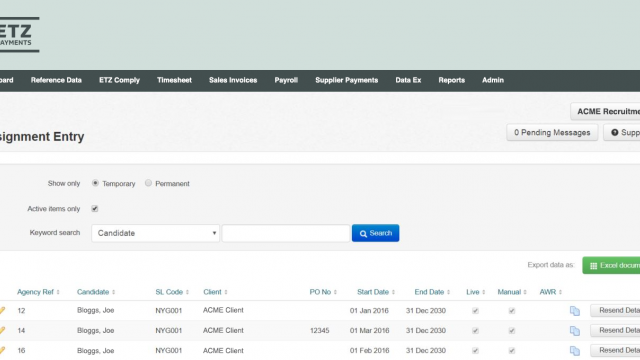 ETZ
PAYMENTS
oard Reference Data ETZ Comply Timesheet Sales Invoices Payroll Supplier Payments Data Ex Reports Admin
ACME Recruitme
signment Entry
0 Pending Messages Supp
Show only Temporary Permanent
Active items only
Keyword search Candidate Search
Export data as: Excel docum
Agency Ref Candidate SL Code Client PO No Start Date End Date Live Manual AWR
12 Bloggs, Joe NYG001 ACME Client 01 Jan 2016 31 Dec 2030 Resend Deta
14 Bloggs, Joe NYG001 ACME Client 12345 01 Mar 2016 31 Dec 2030 Resend Deta
16 Bloggs, Joe NYG001 ACME Client 01 Feb 2016 31 Dec 2030 Resend Deta